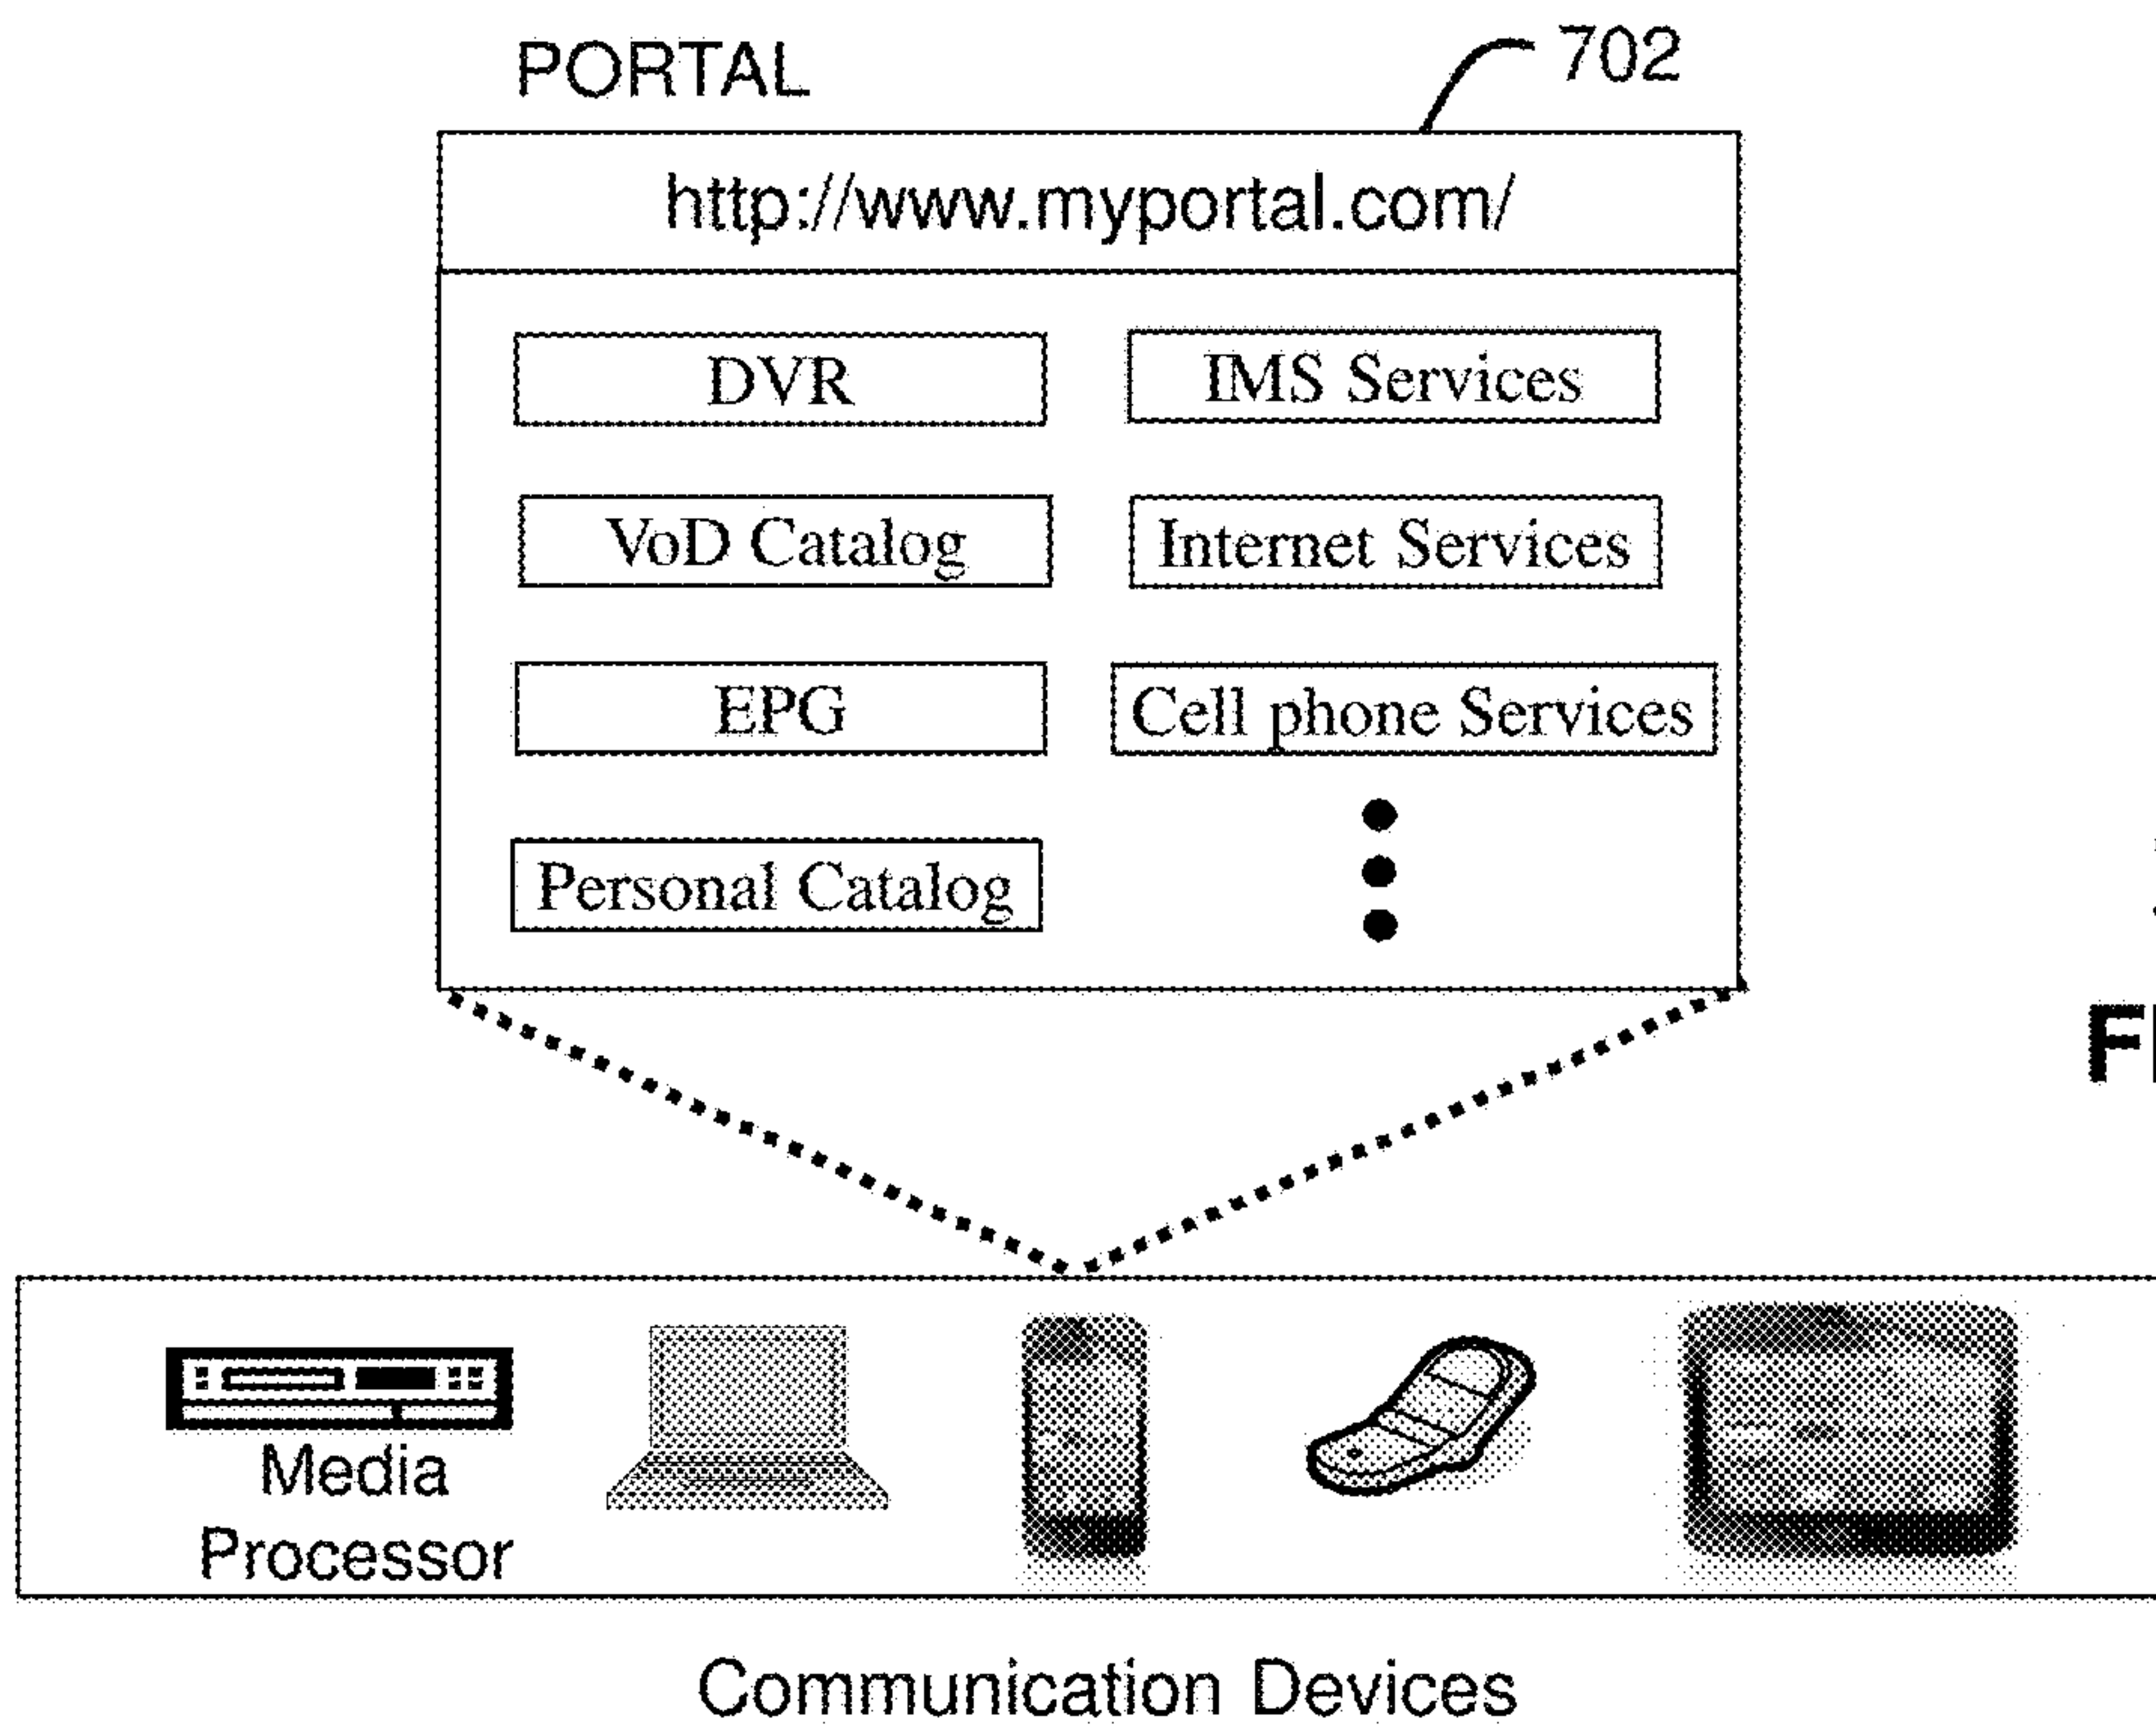 PORTAL
702
http://www.myportal.com/
DVR
IMS Services
VoD Catalog
Internet Services
EPG
Cell phone Services
Personal Catalog
Media
Processor
Communication Devices